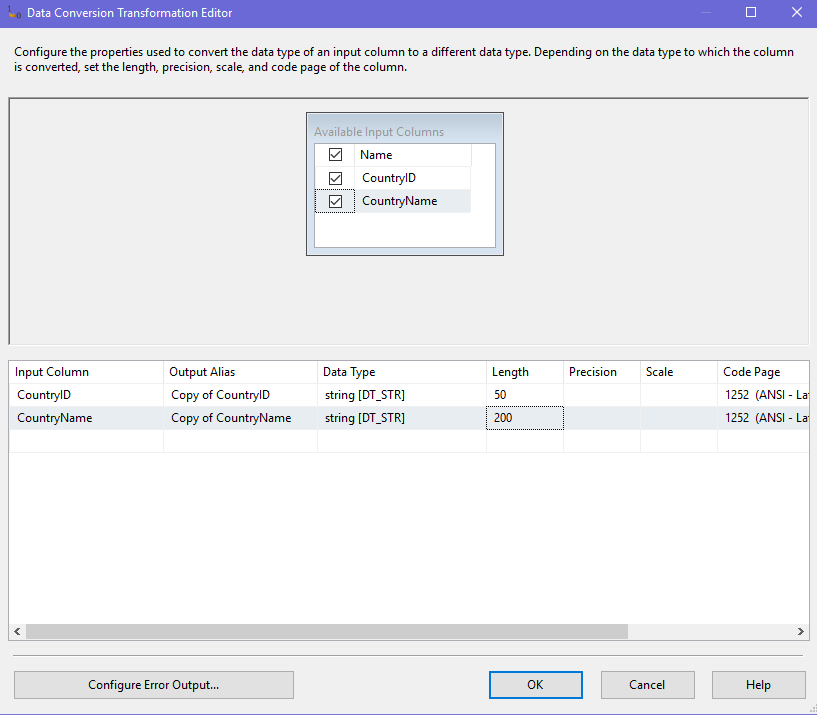 Data Conversion Transformation Editor
Configure the properties used to convert the data type of an input column to a different data type. Depending on the data type to which the column
is converted, set the length, precision, scale, and code page of the column.
Available Input Columns
Name
CountryID
CountryName
Input Column Output Alias Data Type Length Precision Scale Code Page
CountryID Copy of CountryID string [DT_STR] 50 1252 (ANSI - La
CountryName Copy of CountryName string [DT_STR] 200 1252 (ANSI - La
Configure Error Output... OK Cancel Help